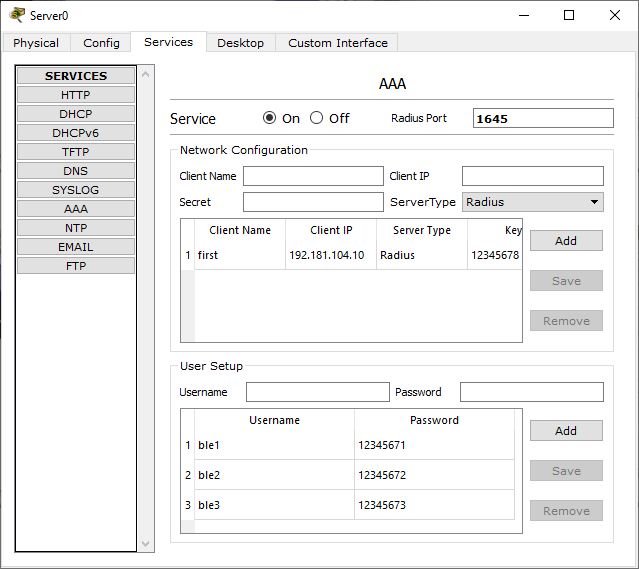 Server0
Physical Config Services Desktop Custom Interface
SERVICES
HTTP
DHCP
DHCPv6
TFTP
DNS
SYSLOG
AAA
NTP
EMAIL
FTP
AAA
Service On Off Radius Port 1645
Network Configuration
Client Name Client IP
Secret ServerType Radius
Client Name Client IP Server Type Key
1 first 192.181.104.10 Radius 12345678
Add
Save
Remove
User Setup
Username Password
Username Password
1 ble1 12345671
2 ble2 12345672
3 ble3 12345673
Add
Save
Remove